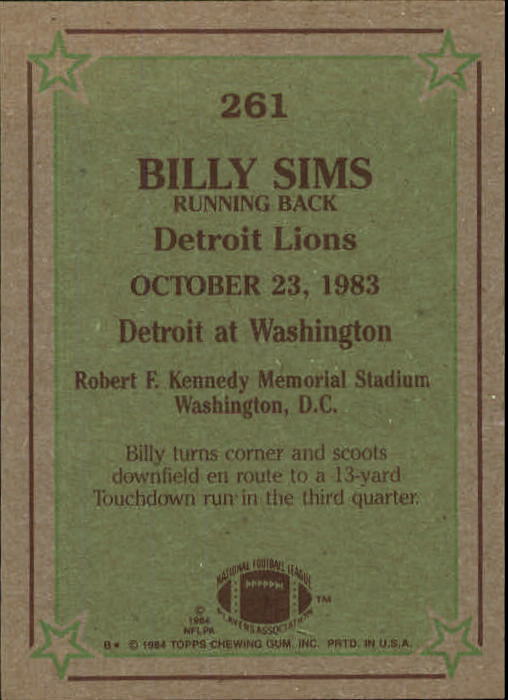 261
BILLY SIMS
RUNNING BACK
Detroit Lions
OCTOBER 23, 1983
Detroit at Washington
Robert F. Kennedy Memorial Stadium
Washington, D.C.
Billy turns corner and scoots
downfield en route to a 13-yard
Touchdown run in the third quarter.
NATIONAL FOOTBALL LEAGUE
PLAYERS ASSOCIATION
TM
©
1984
NFLPA
B* © 1984 TOPPS CHEWING GUM, INC. PRTD. IN U.S.A.